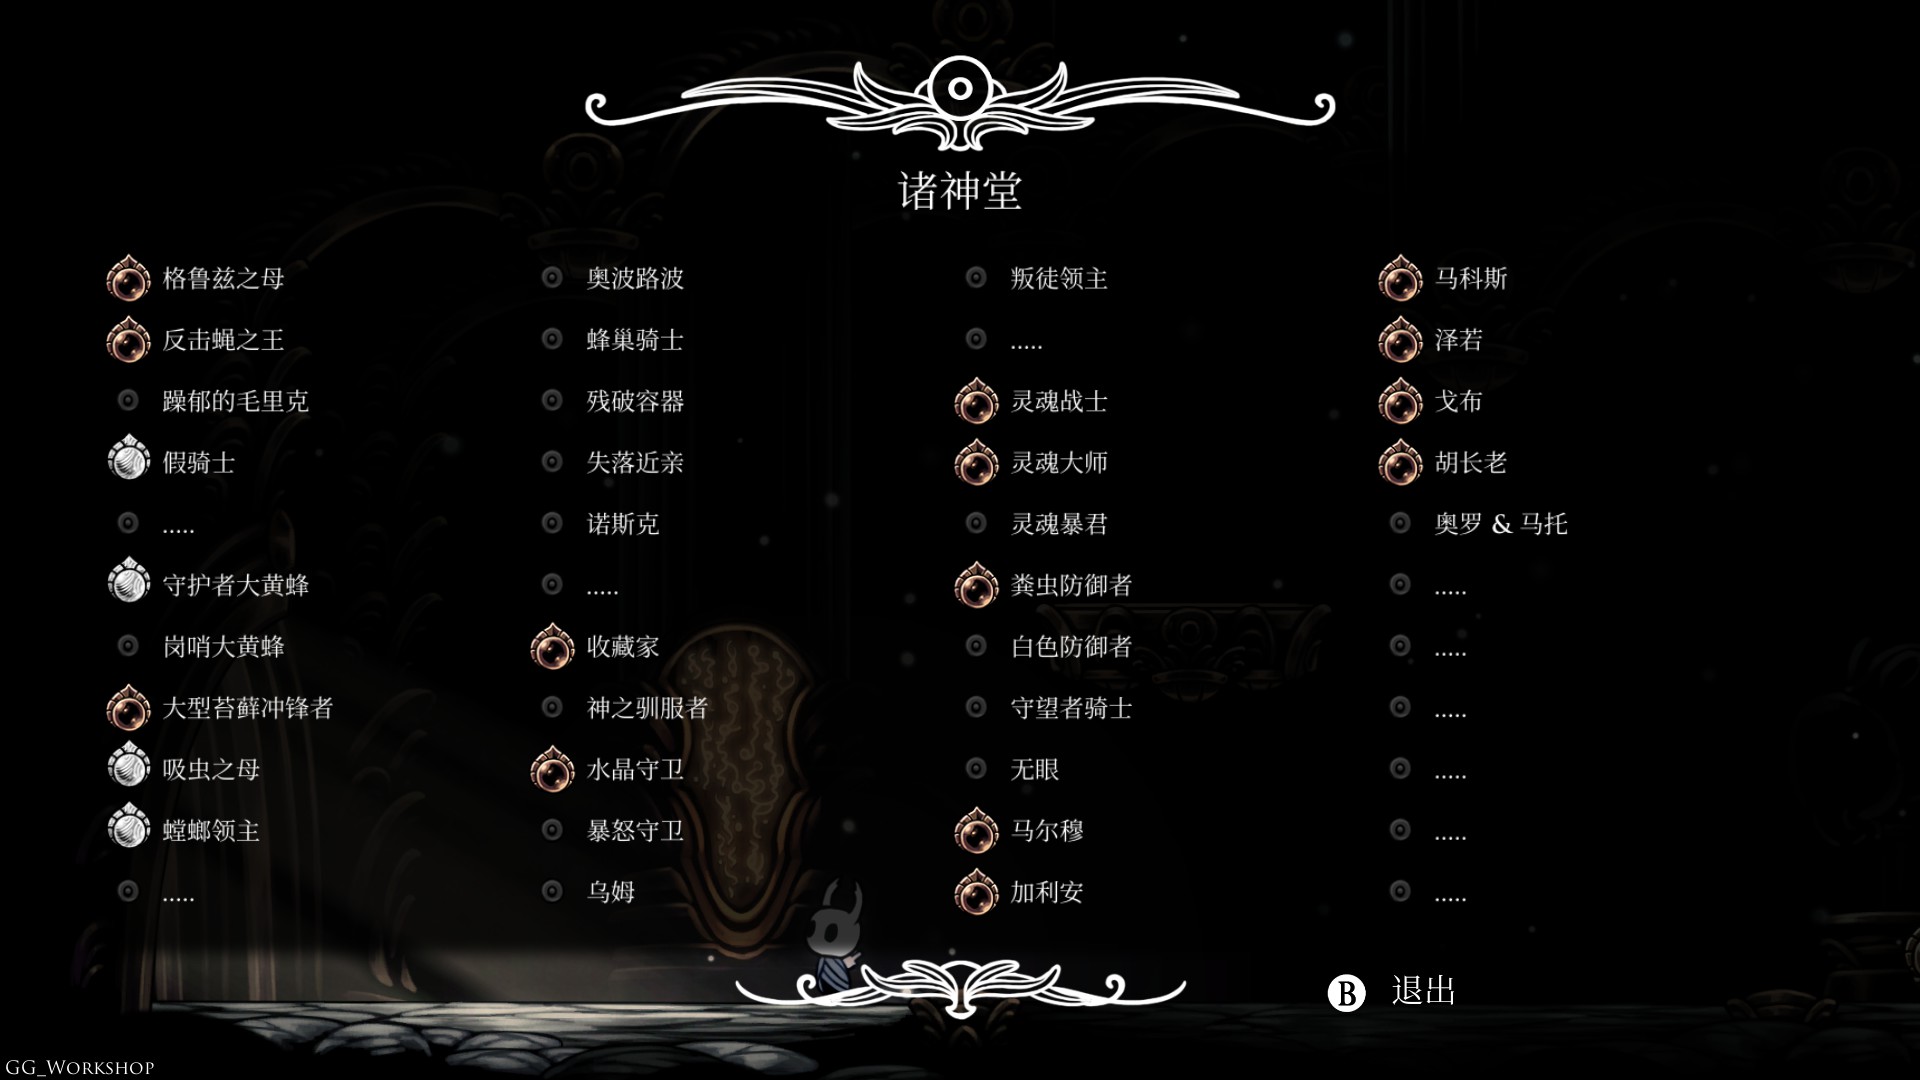 诸神堂
格鲁兹之母
反击蝇之王
躁郁的毛里克
假骑士
.....
守护者大黄蜂
岗哨大黄蜂
大型苔藓冲锋者
吸虫之母
螳螂领主
.....
奥波路波
蜂巢骑士
残破容器
失落近亲
诺斯克
.....
收藏家
神之驯服者
水晶守卫
暴怒守卫
乌姆
叛徒领主
.....
灵魂战士
灵魂大师
灵魂暴君
粪虫防御者
白色防御者
守望者骑士
无眼
马尔穆
加利安
马科斯
泽若
戈布
胡长老
奥罗 & 马托
.....
.....
.....
.....
.....
.....
B 退出
GG_WORKSHOP